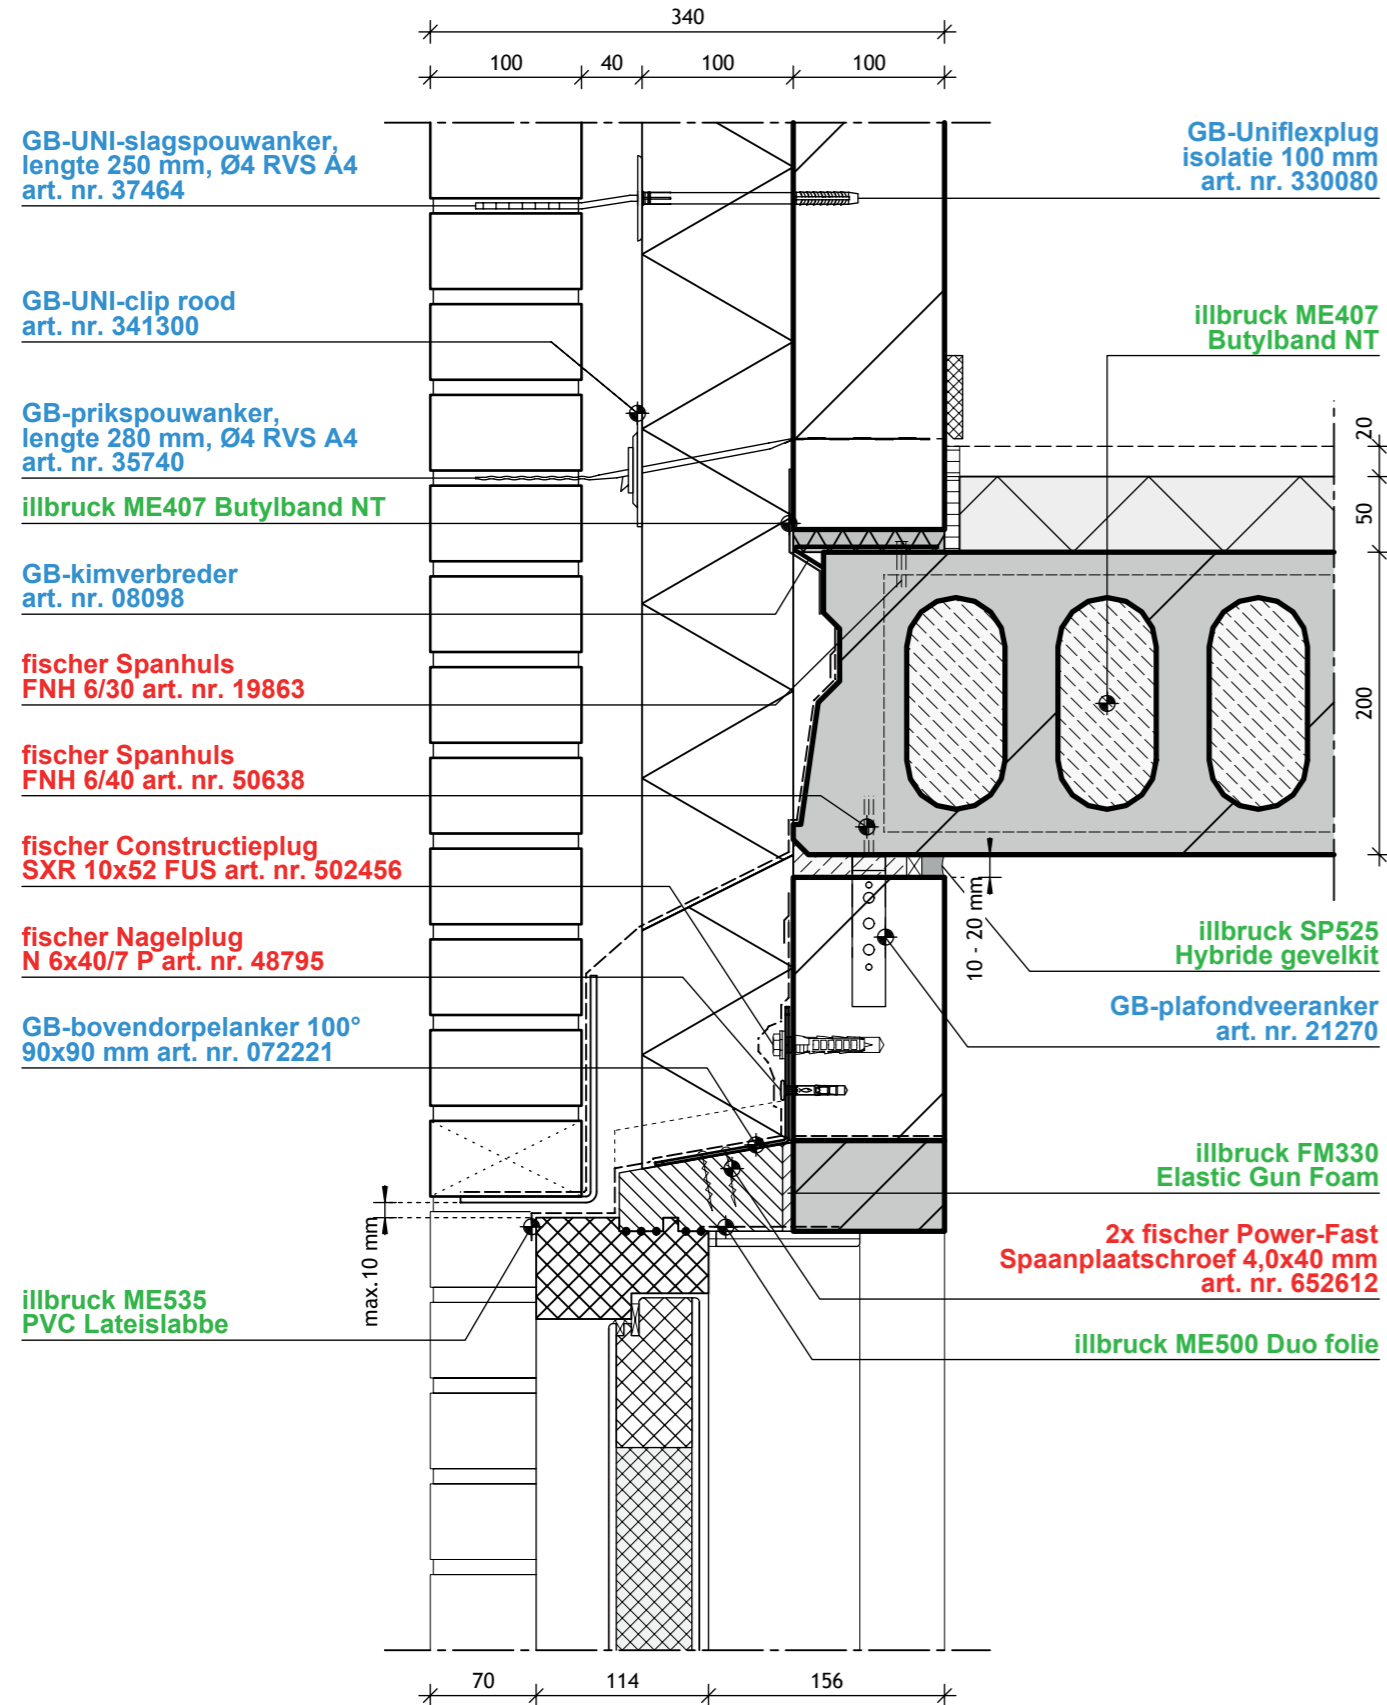 340
100
40
100
100
GB-UNI-slagspouwanker,
lengte 250 mm, Ø4 RVS A4
art. nr. 37464
GB-Uniflexplug
isolatie 100 mm
art. nr. 330080
GB-UNI-clip rood
art. nr. 341300
illbruck ME407
Butylband NT
GB-prikspouwanker,
lengte 280 mm, Ø4 RVS A4
art. nr. 35740
20
50
200
illbruck ME407 Butylband NT
GB-kimverbreder
art. nr. 08098
fischer Spanhuls
FNH 6/30 art. nr. 19863
fischer Spanhuls
FNH 6/40 art. nr. 50638
fischer Constructieplug
SXR 10x52 FUS art. nr. 502456
fischer Nagelplug
N 6x40/7 P art. nr. 48795
10 - 20 mm
illbruck SP525
Hybride gevelkit
GB-bovendorpelanker 100°
90x90 mm art. nr. 072221
GB-plafondveeranker
art. nr. 21270
illbruck FM330
Elastic Gun Foam
max.10 mm
2x fischer Power-Fast
Spaanplaatschroef 4,0x40 mm
art. nr. 652612
illbruck ME535
PVC Lateislabbe
illbruck ME500 Duo folie
70
114
156